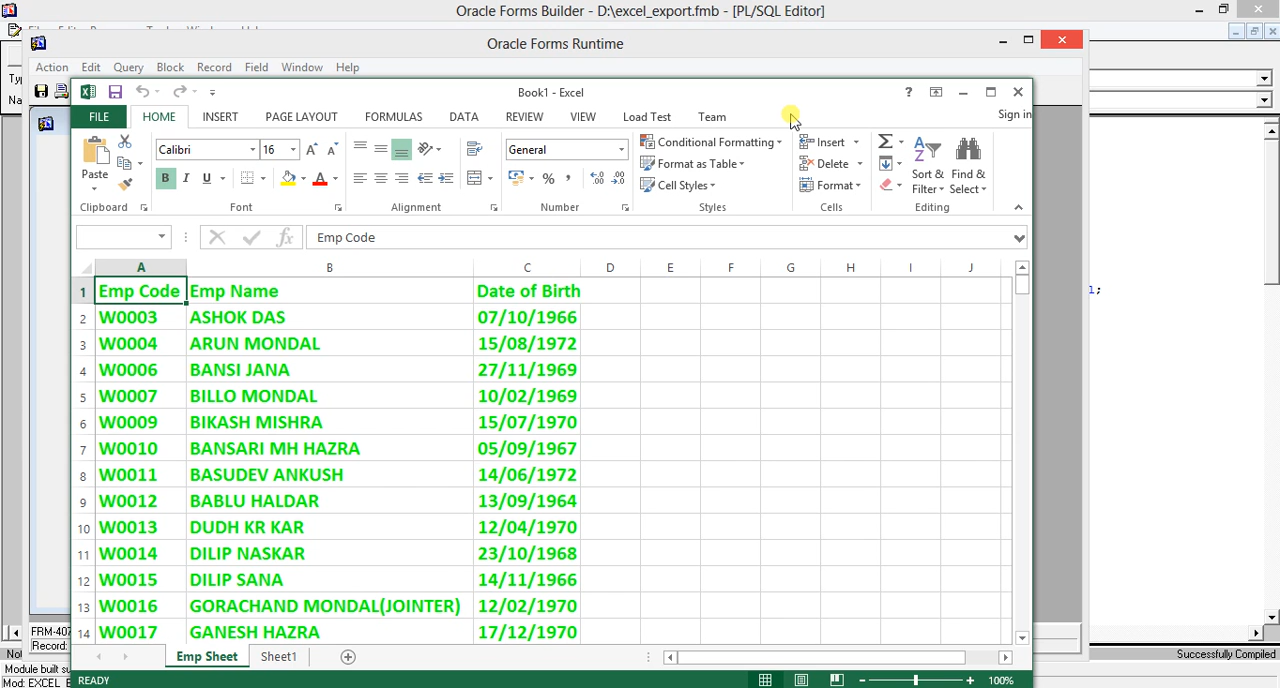 Oracle Forms Builder - D:\excel_export.fmb - [PL/SQL Editor]
Oracle Forms Runtime
Action Edit Query Block Record Field Window Help
Book1 - Excel
FILE HOME INSERT PAGE LAYOUT FORMULAS DATA REVIEW VIEW Load Test Team Sign in
Paste
Calibri 16
General
Conditional Formatting
Format as Table
Cell Styles
Insert
Delete
Format
Sort & Filter
Find & Select
Clipboard Font Alignment Number Styles Cells Editing
Emp Code
A B C D E F G H I J
1 Emp Code Emp Name Date of Birth
2 W0003 ASHOK DAS 07/10/1966
3 W0004 ARUN MONDAL 15/08/1972
4 W0006 BANSI JANA 27/11/1969
5 W0007 BILLO MONDAL 10/02/1969
6 W0009 BIKASH MISHRA 15/07/1970
7 W0010 BANSARI MH HAZRA 05/09/1967
8 W0011 BASUDEV ANKUSH 14/06/1972
9 W0012 BABLU HALDAR 13/09/1964
10 W0013 DUDH KR KAR 12/04/1970
11 W0014 DILIP NASKAR 23/10/1968
12 W0015 DILIP SANA 14/11/1966
13 W0016 GORACHAND MONDAL(JOINTER) 12/02/1970
14 W0017 GANESH HAZRA 17/12/1970
Emp Sheet Sheet1
READY 100%
FRM-407
Record:
Successfully Compiled
Module built su
Mod: EXCEL_E